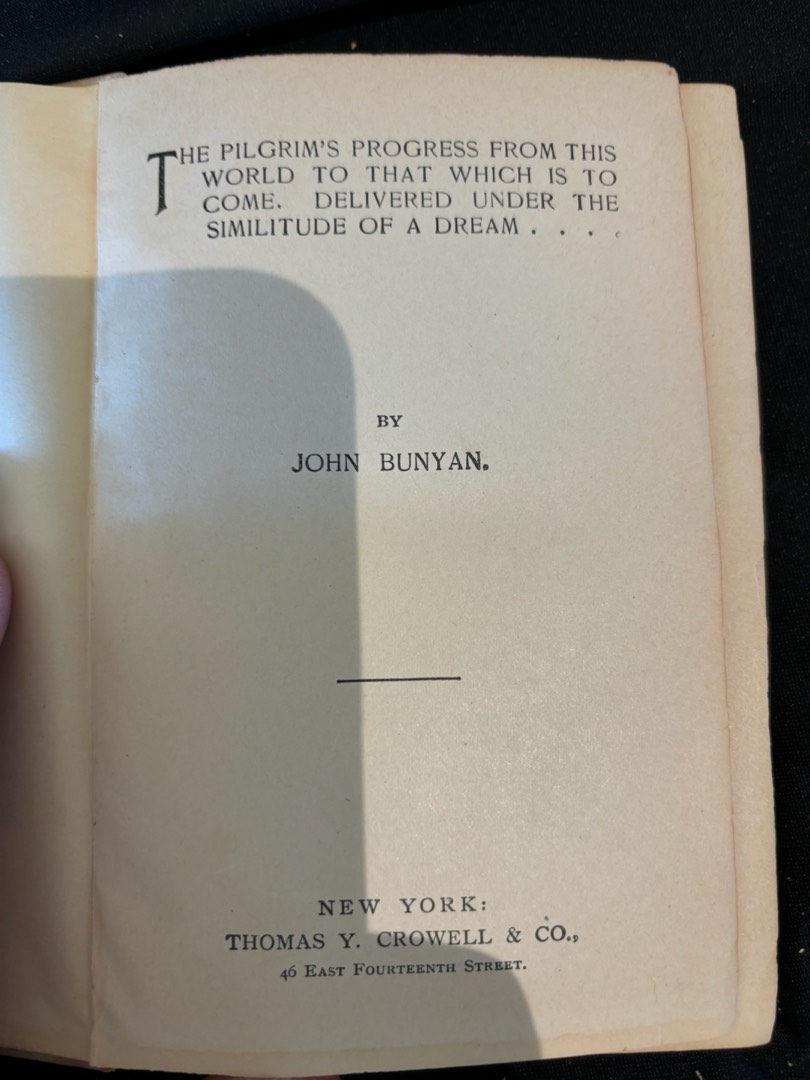 THE PILGRIM'S PROGRESS FROM THIS
WORLD TO THAT WHICH IS TO
COME. DELIVERED UNDER THE
SIMILITUDE OF A DREAM . . . .
BY
JOHN BUNYAN.
NEW YORK:
THOMAS Y. CROWELL & CO.,
46 EAST FOURTEENTH STREET.